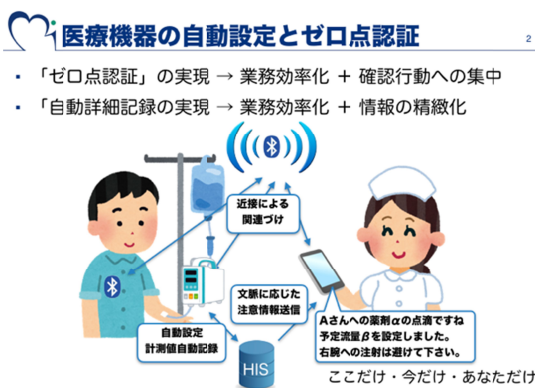 医療機器の自動設定とゼロ点認証
2
▪ 「ゼロ点認証」の実現 → 業務効率化 + 確認行動への集中
▪ 「自動詳細記録の実現 → 業務効率化 + 情報の精緻化
近接による
関連づけ
文脈に応じた
注意情報送信
自動設定
計測値自動記録
HIS
Aさんへの薬剤αの点滴ですね
予定流量βを設定しました。
右腕への注射は避けて下さい。
ここだけ・今だけ・あなただけ